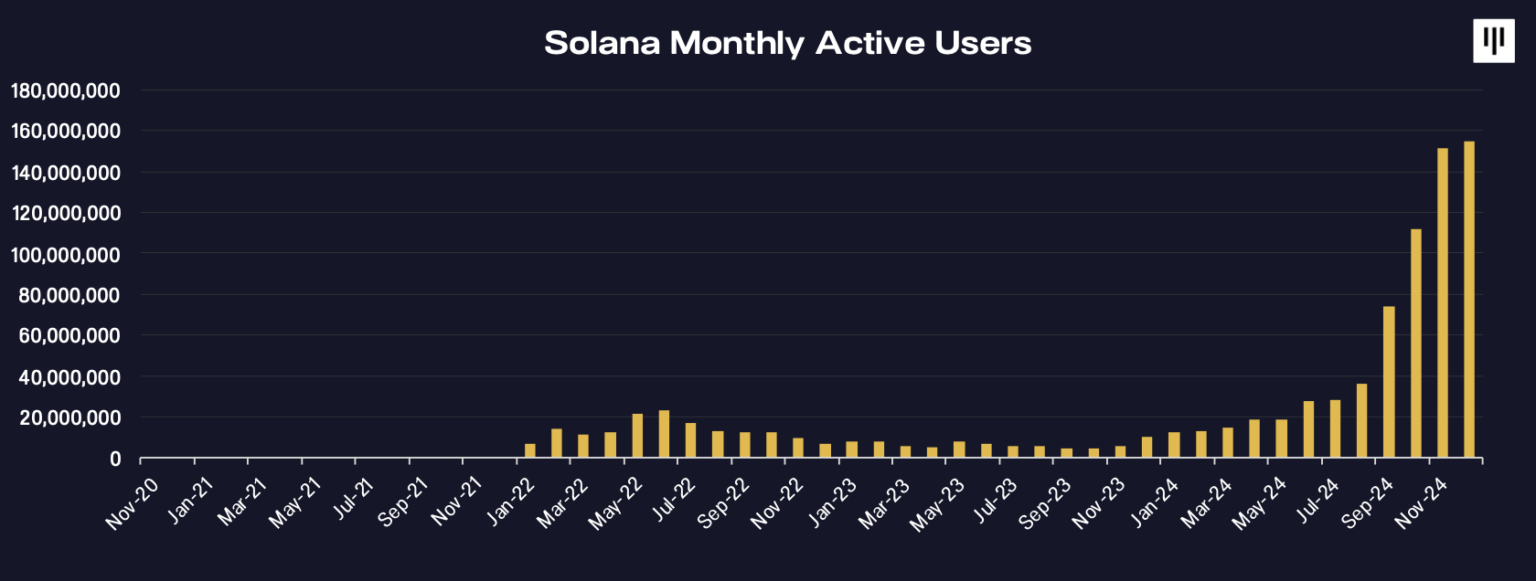 Solana Monthly Active Users
180,000,000
160,000,000
140,000,000
120,000,000
100,000,000
80,000,000
60,000,000
40,000,000
20,000,000
0
Nov-20
Jan-21
Mar-21
May-21
Jul-21
Sep-21
Nov-21
Jan-22
Mar-22
May-22
Jul-22
Sep-22
Nov-22
Jan-23
Mar-23
May-23
Jul-23
Sep-23
Nov-23
Jan-24
Mar-24
May-24
Jul-24
Sep-24
Nov-24